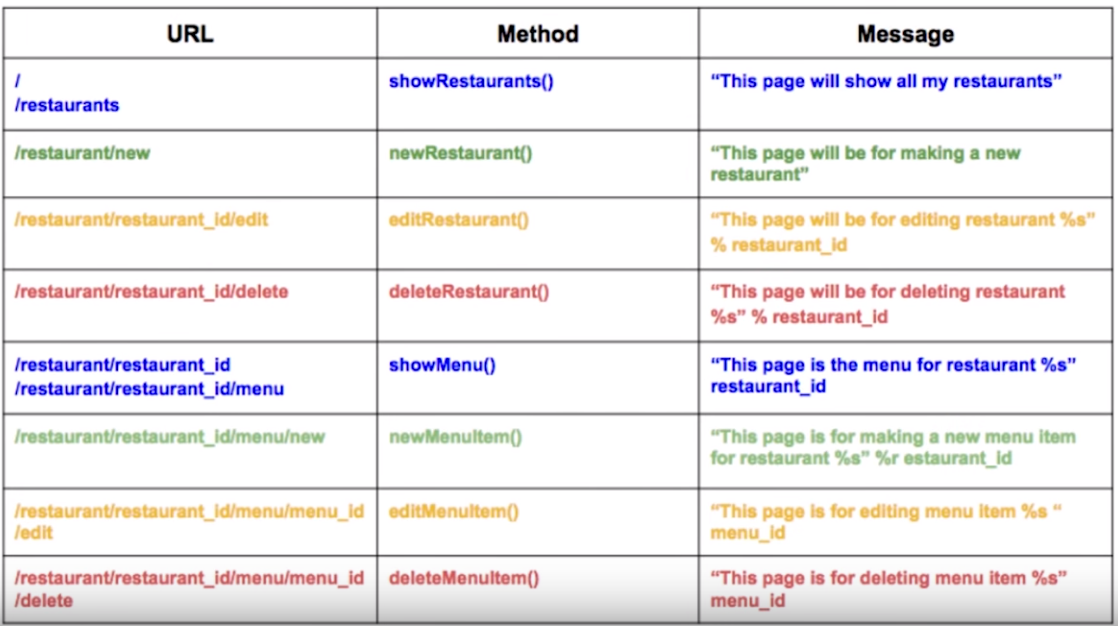 URL Method Message
/ showRestaurants() “This page will show all my restaurants”
/restaurants
/restaurant/new newRestaurant() “This page will be for making a new
restaurant”
/restaurant/restaurant_id/edit editRestaurant() “This page will be for editing restaurant %s”
% restaurant_id
/restaurant/restaurant_id/delete deleteRestaurant() “This page will be for deleting restaurant
%s” % restaurant_id
/restaurant/restaurant_id showMenu() “This page is the menu for restaurant %s”
/restaurant/restaurant_id/menu restaurant_id
/restaurant/restaurant_id/menu/new newMenuItem() “This page is for making a new menu item
for restaurant %s” %r estaurant_id
/restaurant/restaurant_id/menu/menu_id editMenuItem() “This page is for editing menu item %s “
/edit menu_id
/restaurant/restaurant_id/menu/menu_id deleteMenuItem() “This page is for deleting menu item %s”
/delete menu_id